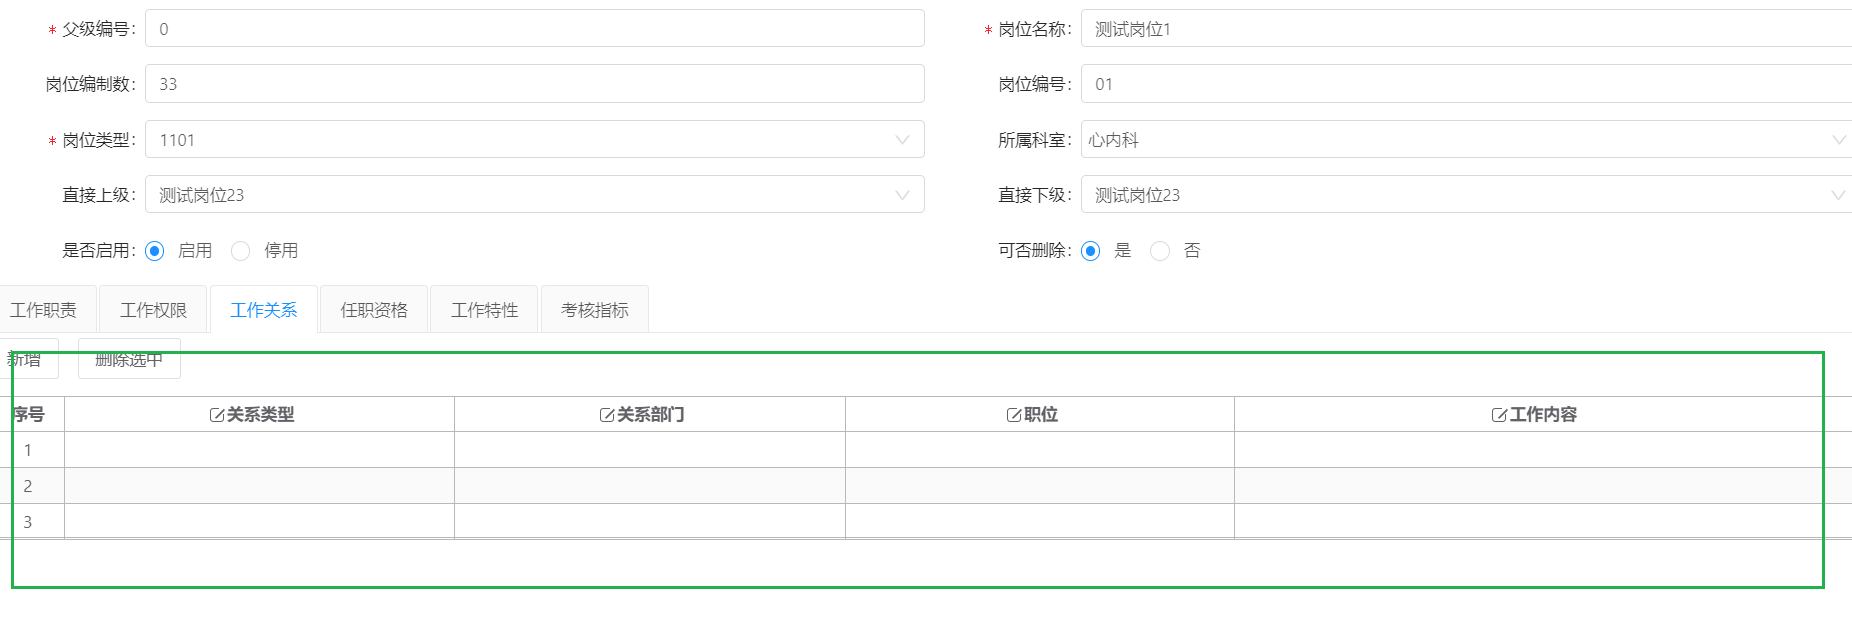 * 父级编号: 0 * 岗位名称: 测试岗位1
岗位编制数: 33 岗位编号: 01
* 岗位类型: 1101 所属科室: 心内科
直接上级: 测试岗位23 直接下级: 测试岗位23
是否启用: 启用 停用 可否删除: 是 否
工作职责 工作权限 工作关系 任职资格 工作特性 考核指标
新增 删除选中
序号 关系类型 关系部门 职位 工作内容
1
2
3